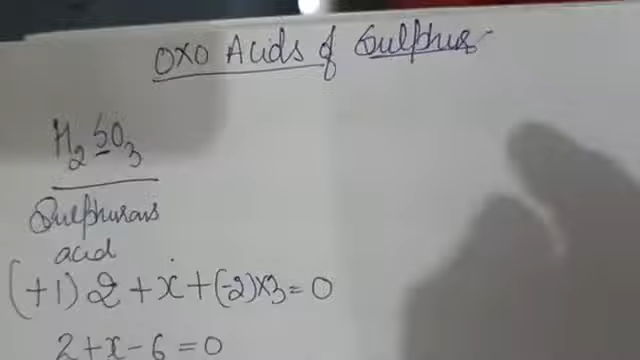 OXO Acids of Sulphur
H₂SO₃
Sulphurous
acid
(+1)2+x+(-2)×3=0
2+x-6=0